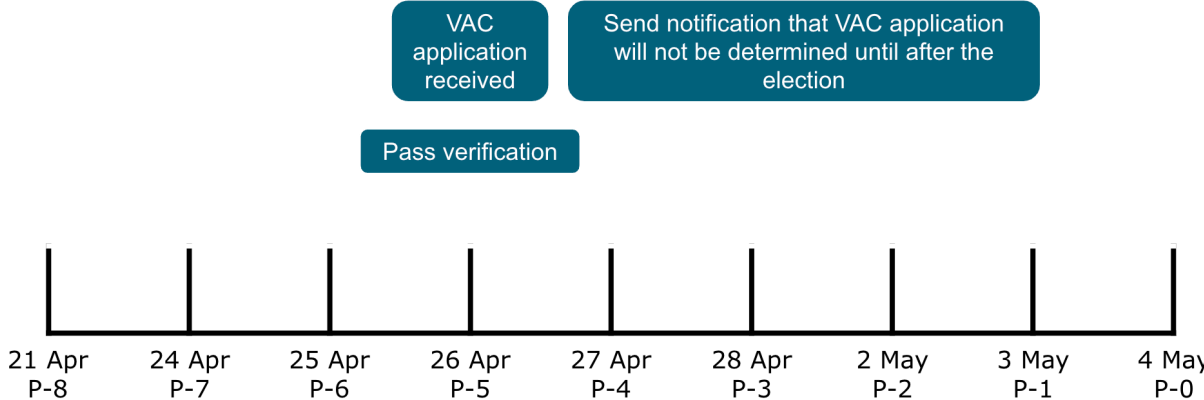 VAC
application
received
Send notification that VAC application
will not be determined until after the
election
Pass verification
21 Apr
P-8
24 Apr
P-7
25 Apr
P-6
26 Apr
P-5
27 Apr
P-4
28 Apr
P-3
2 May
P-2
3 May
P-1
4 May
P-0